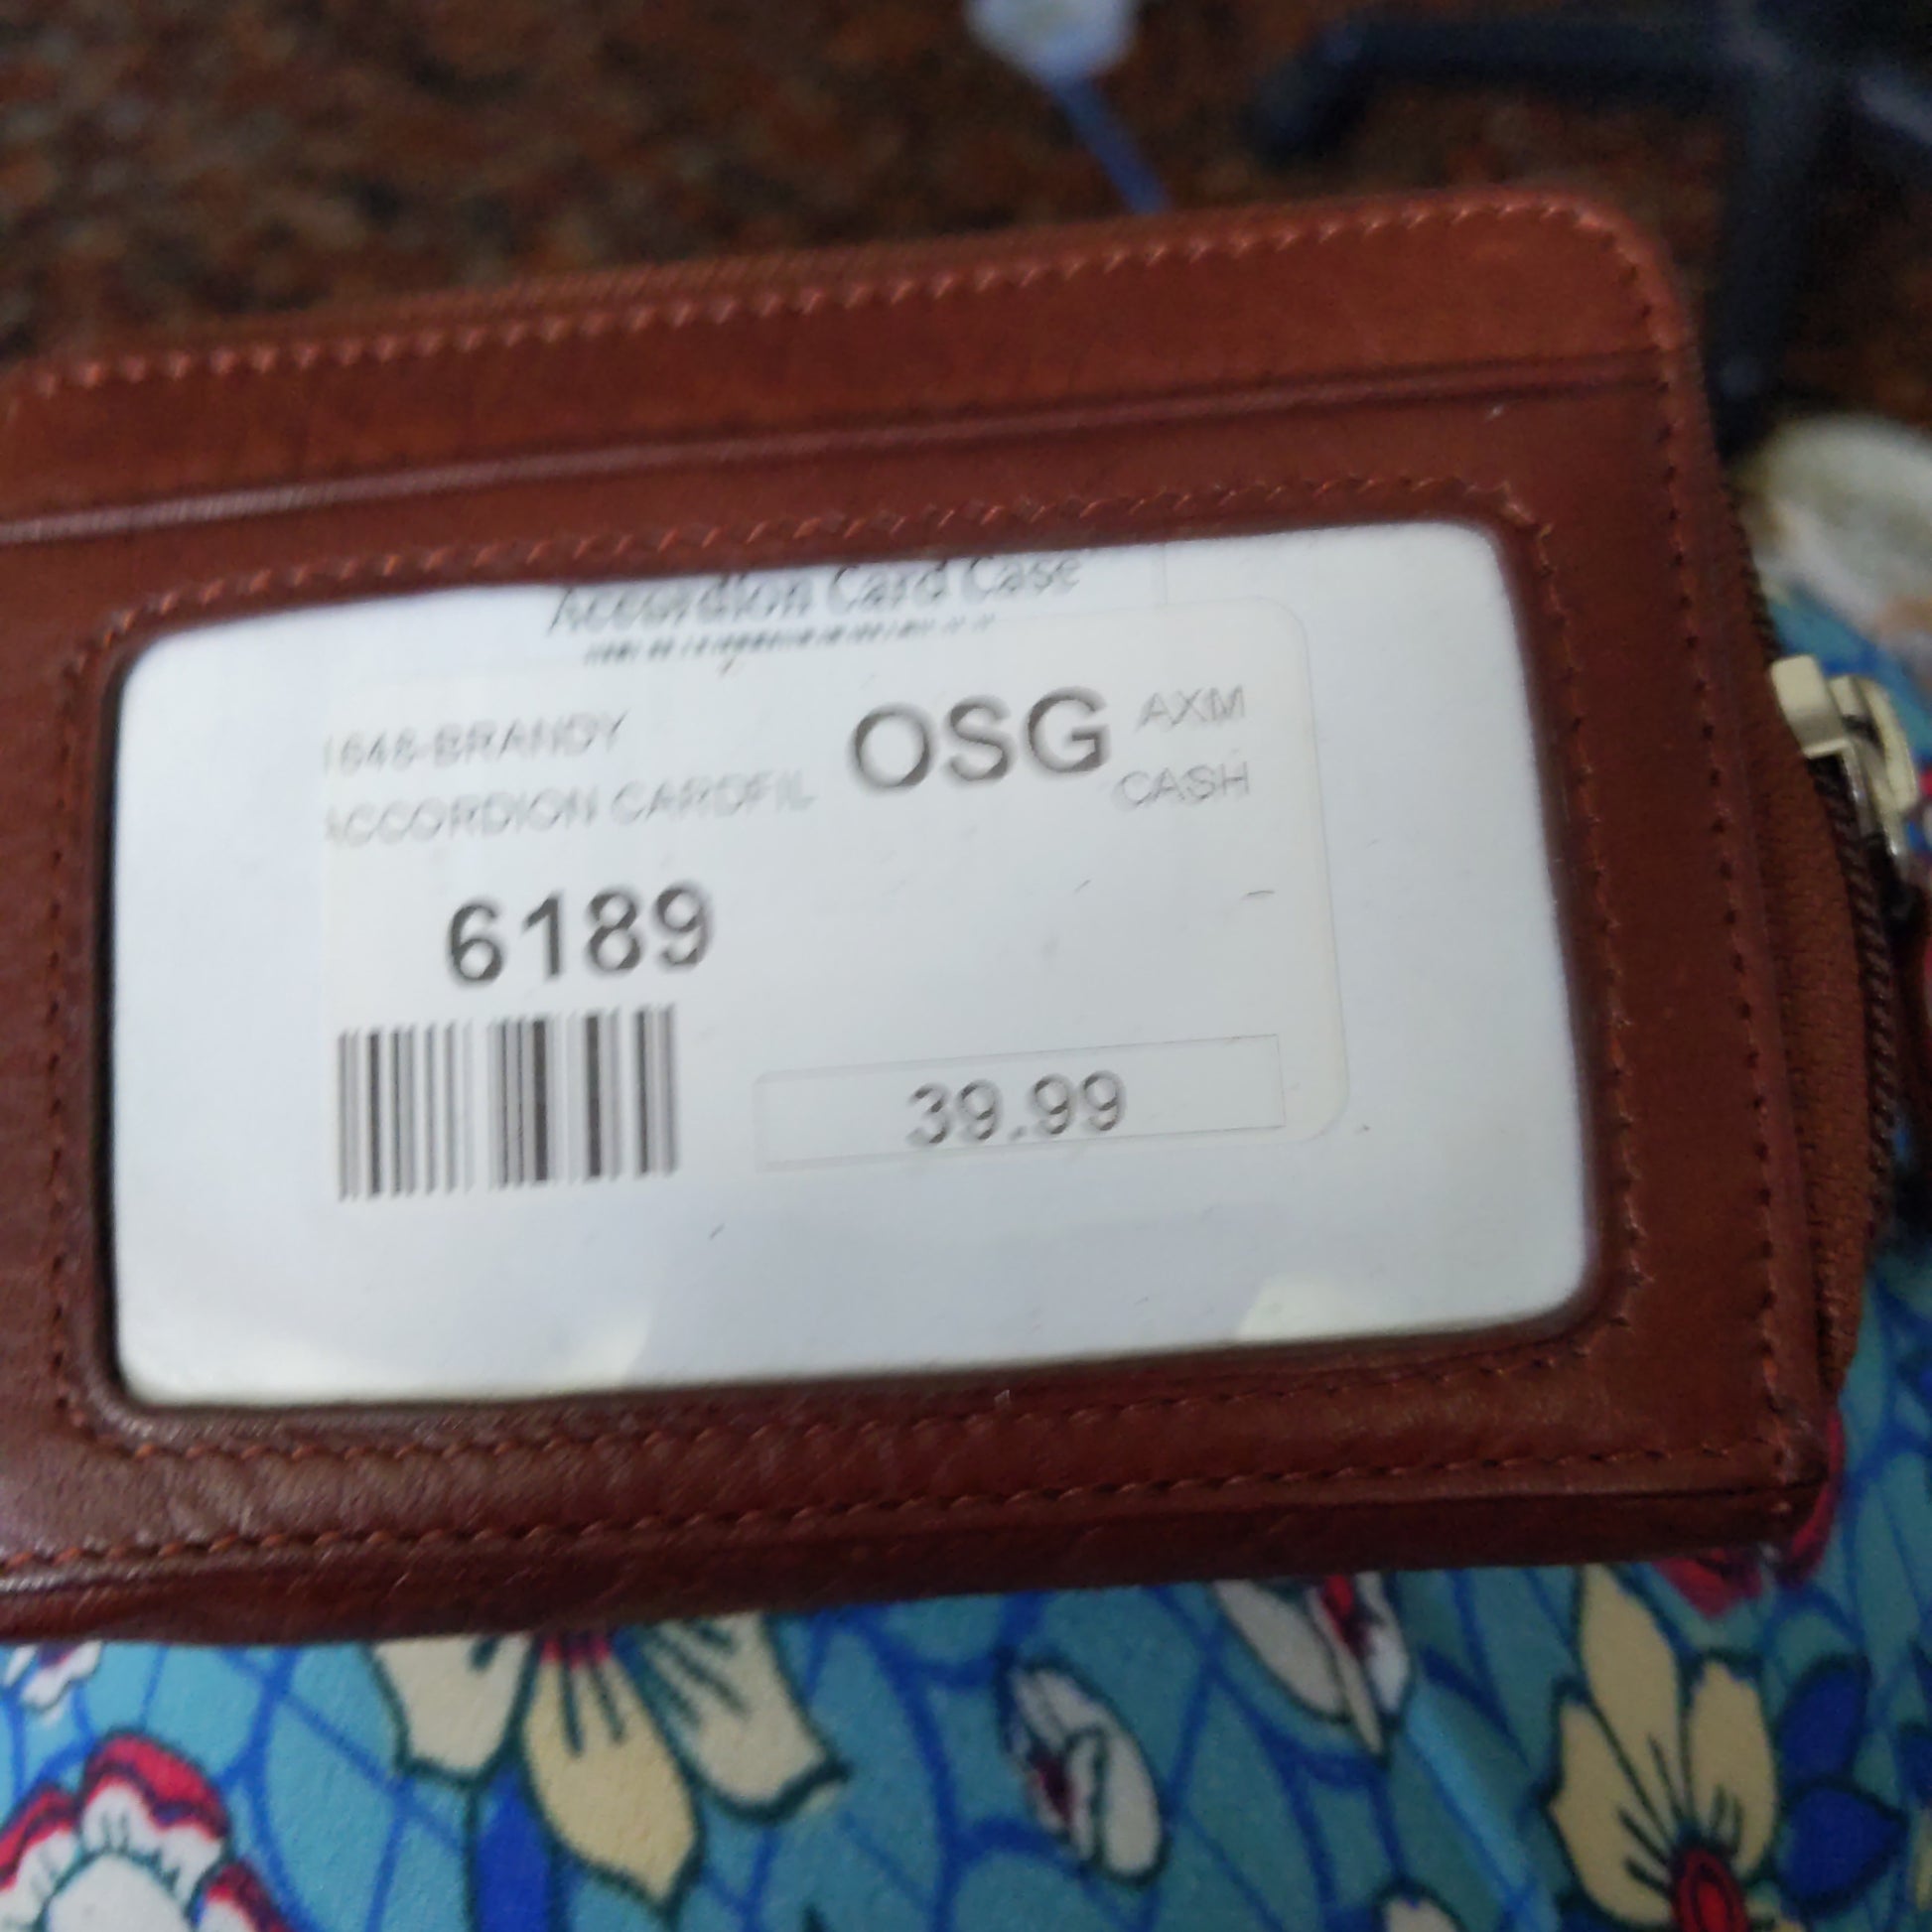 Accordion Card Case
1648-BRANDY OSG AXM
ACCORDION CARDFIL CASH
6189
39.99